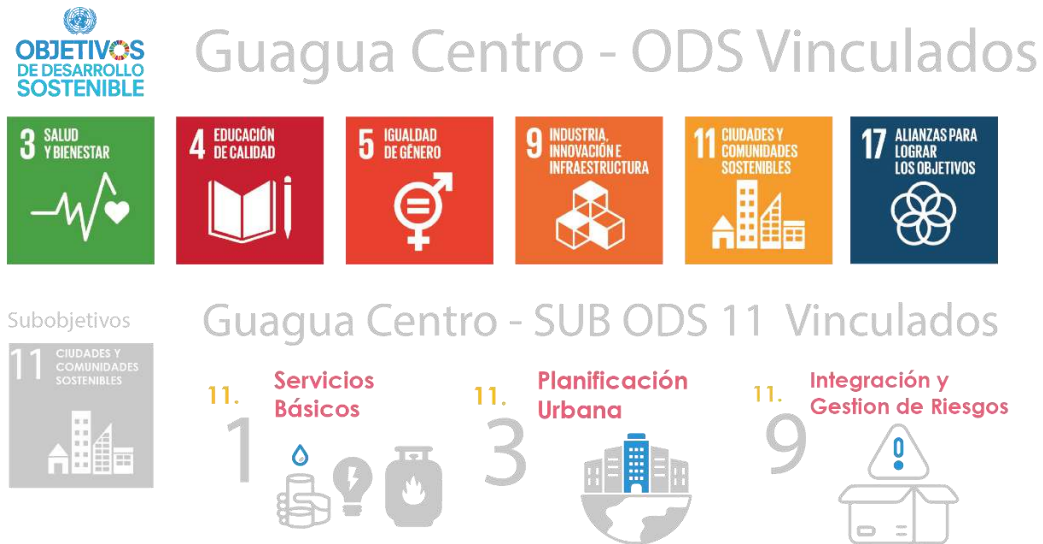 OBJETIVOS
DE DESARROLLO
SOSTENIBLE
Guagua Centro - ODS Vinculados
3 SALUD
Y BIENESTAR
4 EDUCACIÓN
DE CALIDAD
5 IGUALDAD
DE GÉNERO
9 INDUSTRIA,
INNOVACIÓN E
INFRAESTRUCTURA
11 CIUDADES Y
COMUNIDADES
SOSTENIBLES
17 ALIANZAS PARA
LOGRAR
LOS OBJETIVOS
Subobjetivos
Guagua Centro - SUB ODS 11 Vinculados
11 CIUDADES Y
COMUNIDADES
SOSTENIBLES
11.
1
Servicios
Básicos
11.
3
Planificación
Urbana
11.
9
Integración y
Gestion de Riesgos